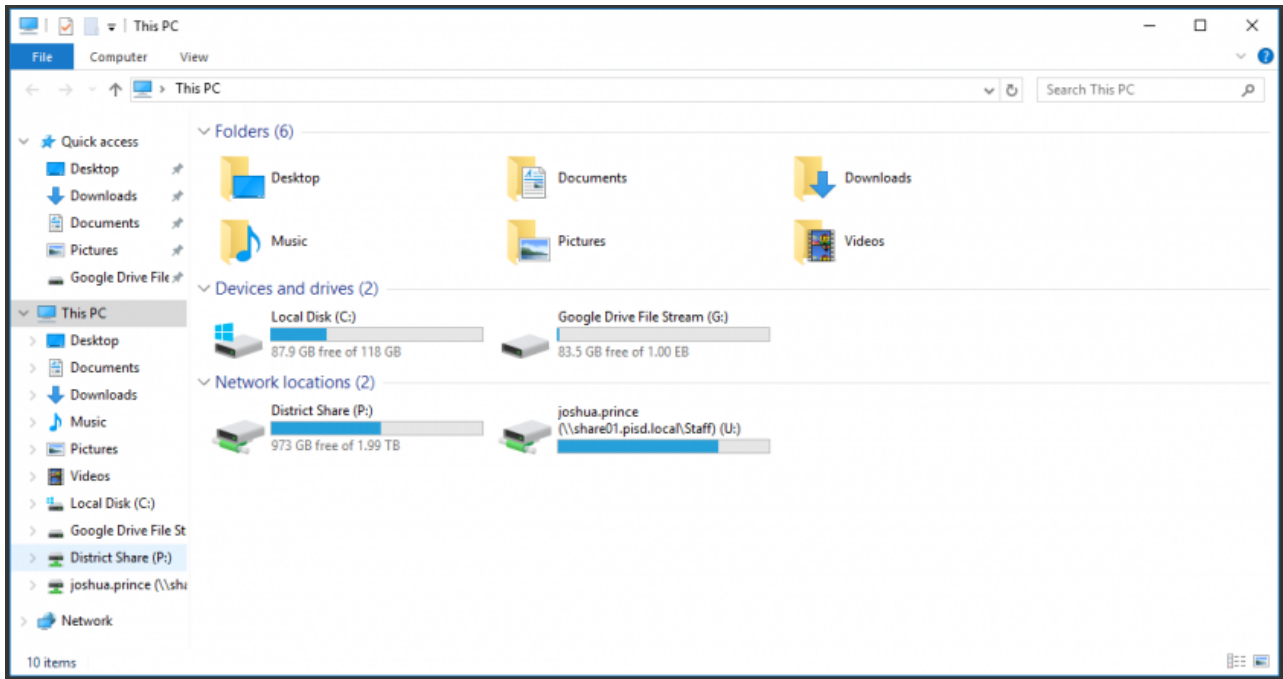 This PC
File Computer View
This PC
Search This PC
Quick access
Desktop
Downloads
Documents
Pictures
Google Drive File
This PC
Desktop
Documents
Downloads
Music
Pictures
Videos
Local Disk (C:)
Google Drive File St
District Share (P:)
joshua.prince (\\sha
Network
Folders (6)
Desktop
Documents
Downloads
Music
Pictures
Videos
Devices and drives (2)
Local Disk (C:)
87.9 GB free of 118 GB
Google Drive File Stream (G:)
83.5 GB free of 1.00 EB
Network locations (2)
District Share (P:)
973 GB free of 1.99 TB
joshua.prince
(\\share01.pisd.local\Staff) (U:)
10 items